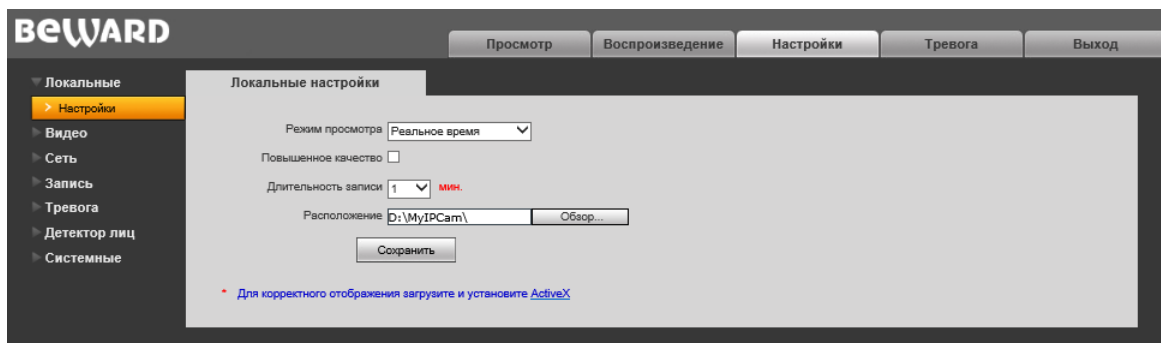 BEWARD
Просмотр Воспроизведение Настройки Тревога Выход
Локальные
Настройки
Видео
Сеть
Запись
Тревога
Детектор лиц
Системные
Локальные настройки
Режим просмотра Реальное время
Повышенное качество
Длительность записи 1 мин.
Расположение D:\MyIPCam\ Обзор...
Сохранить
* Для корректного отображения загрузите и установите ActiveX